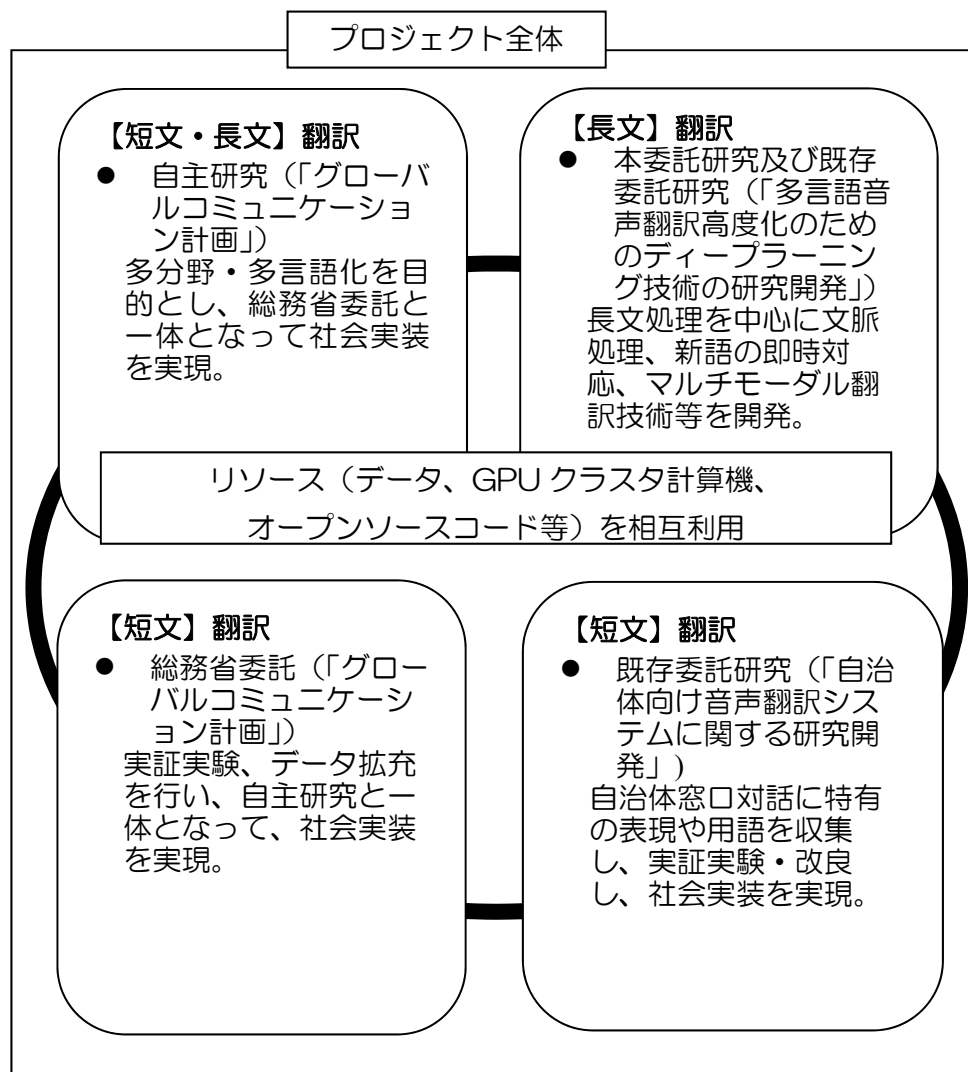 プロジェクト全体
【短文・長文】翻訳
● 自主研究（「グローバ
ルコミュニケーショ
ン計画」）
多分野・多言語化を目
的とし、総務省委託と
一体となって社会実装
を実現。
【長文】翻訳
● 本委託研究及び既存
委託研究（「多言語音
声翻訳高度化のため
のディープラーニン
グ技術の研究開発」）
長文処理を中心に文脈
処理、新語の即時対
応、マルチモーダル翻
訳技術等を開発。
リソース（データ、GPU クラスタ計算機、
オープンソースコード等）を相互利用
【短文】翻訳
● 総務省委託（「グロー
バルコミュニケーシ
ョン計画」）
実証実験、データ拡充
を行い、自主研究と一
体となって、社会実装
を実現。
【短文】翻訳
● 既存委託研究（「自治
体向け音声翻訳シス
テムに関する研究開
発」)
自治体窓口対話に特有
の表現や用語を収集
し、実証実験・改良
し、社会実装を実現。